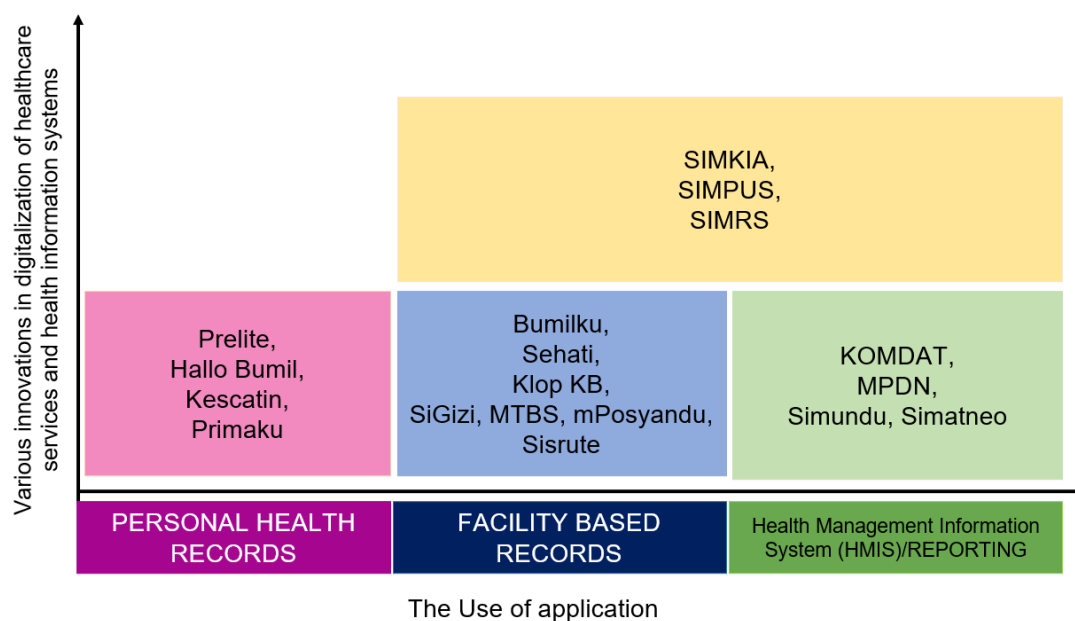 Various innovations in digitalization of healthcare
services and health information systems
SIMKIA,
SIMPUS,
SIMRS
Prelite,
Hallo Bumil,
Kescatin,
Primaku
Bumilku,
Sehati,
Klop KB,
SiGizi, MTBS, mPosyandu,
Sisrute
KOMDAT,
MPDN,
Simundu, Simatneo
PERSONAL HEALTH
RECORDS
FACILITY BASED
RECORDS
Health Management Information
System (HMIS)/REPORTING
The Use of application